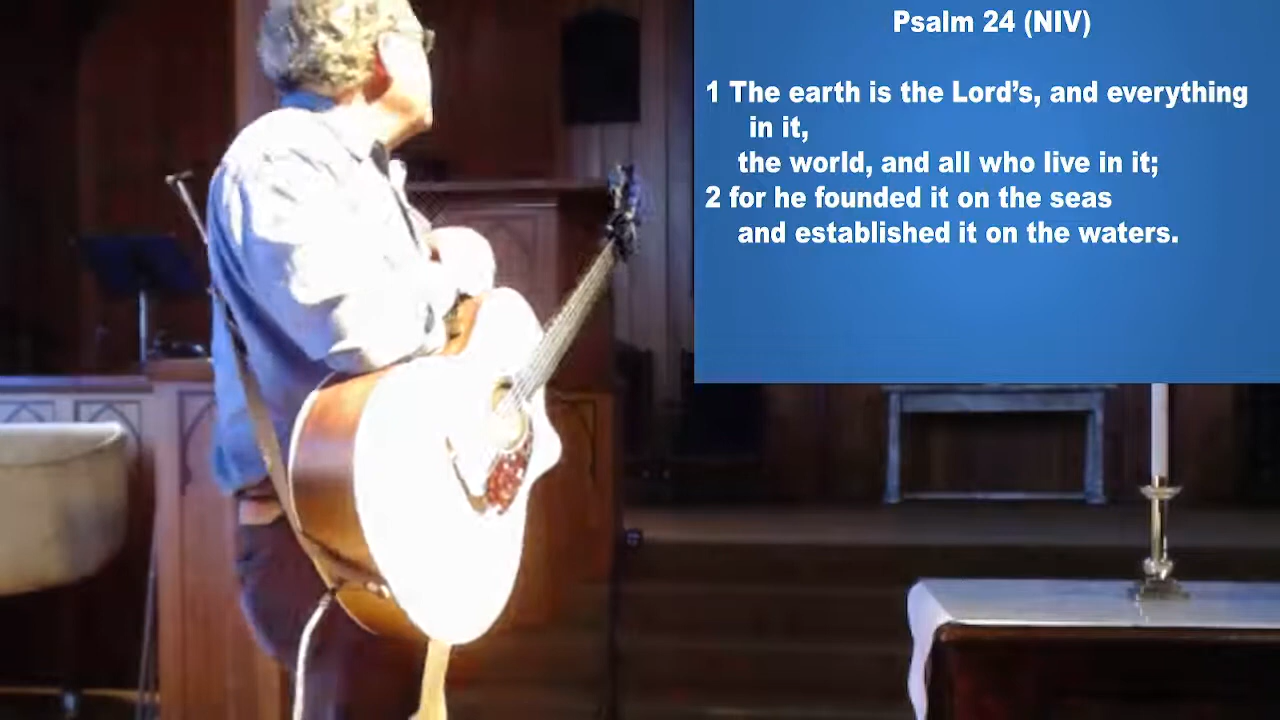 Psalm 24 (NIV)
1 The earth is the Lord’s, and everything
in it,
the world, and all who live in it;
2 for he founded it on the seas
and established it on the waters.